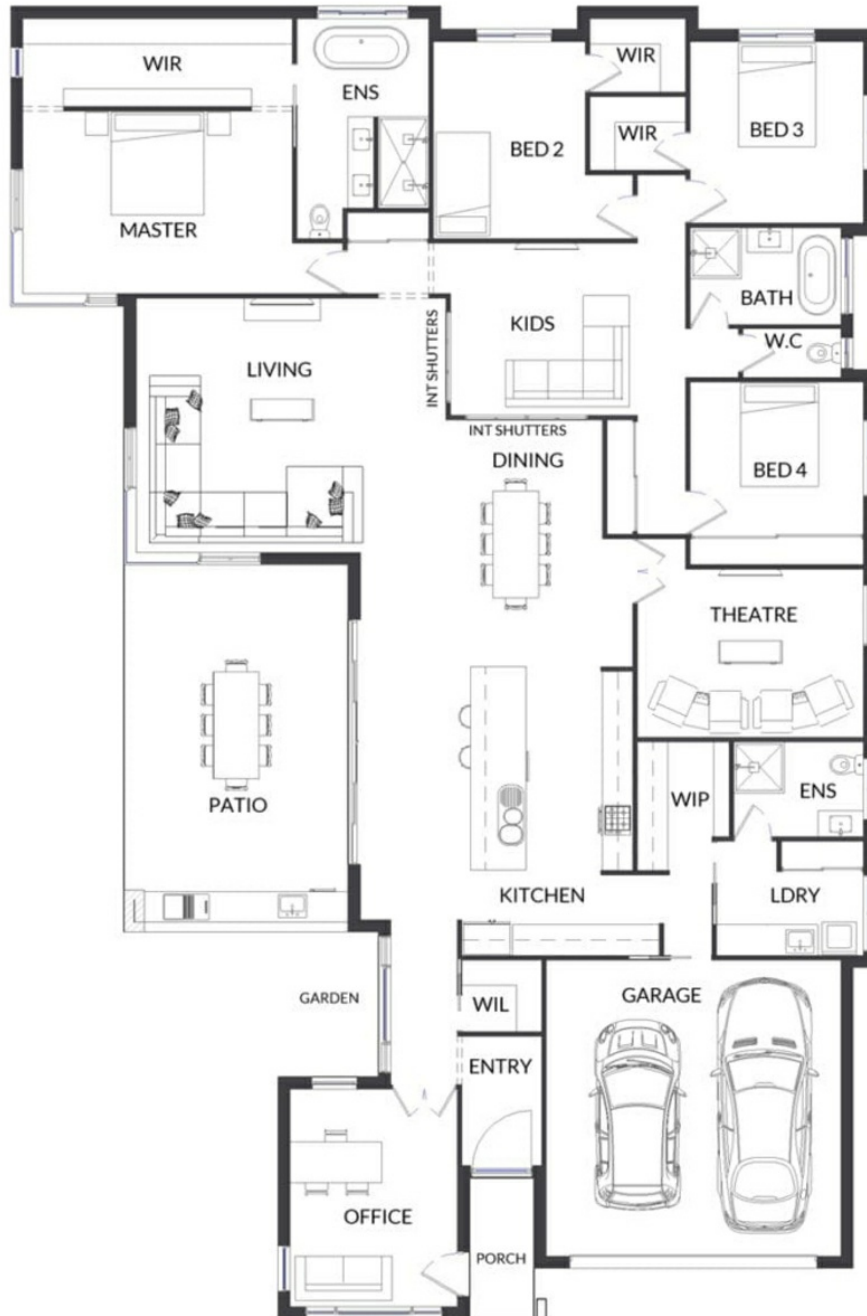 WIR
ENS
WIR
WIR
BED 2
BED 3
MASTER
BATH
KIDS
W.C
LIVING
INT SHUTTERS
INT SHUTTERS
DINING
BED 4
THEATRE
PATIO
WIP
ENS
KITCHEN
LDRY
GARDEN
WIL
GARAGE
ENTRY
OFFICE
PORCH